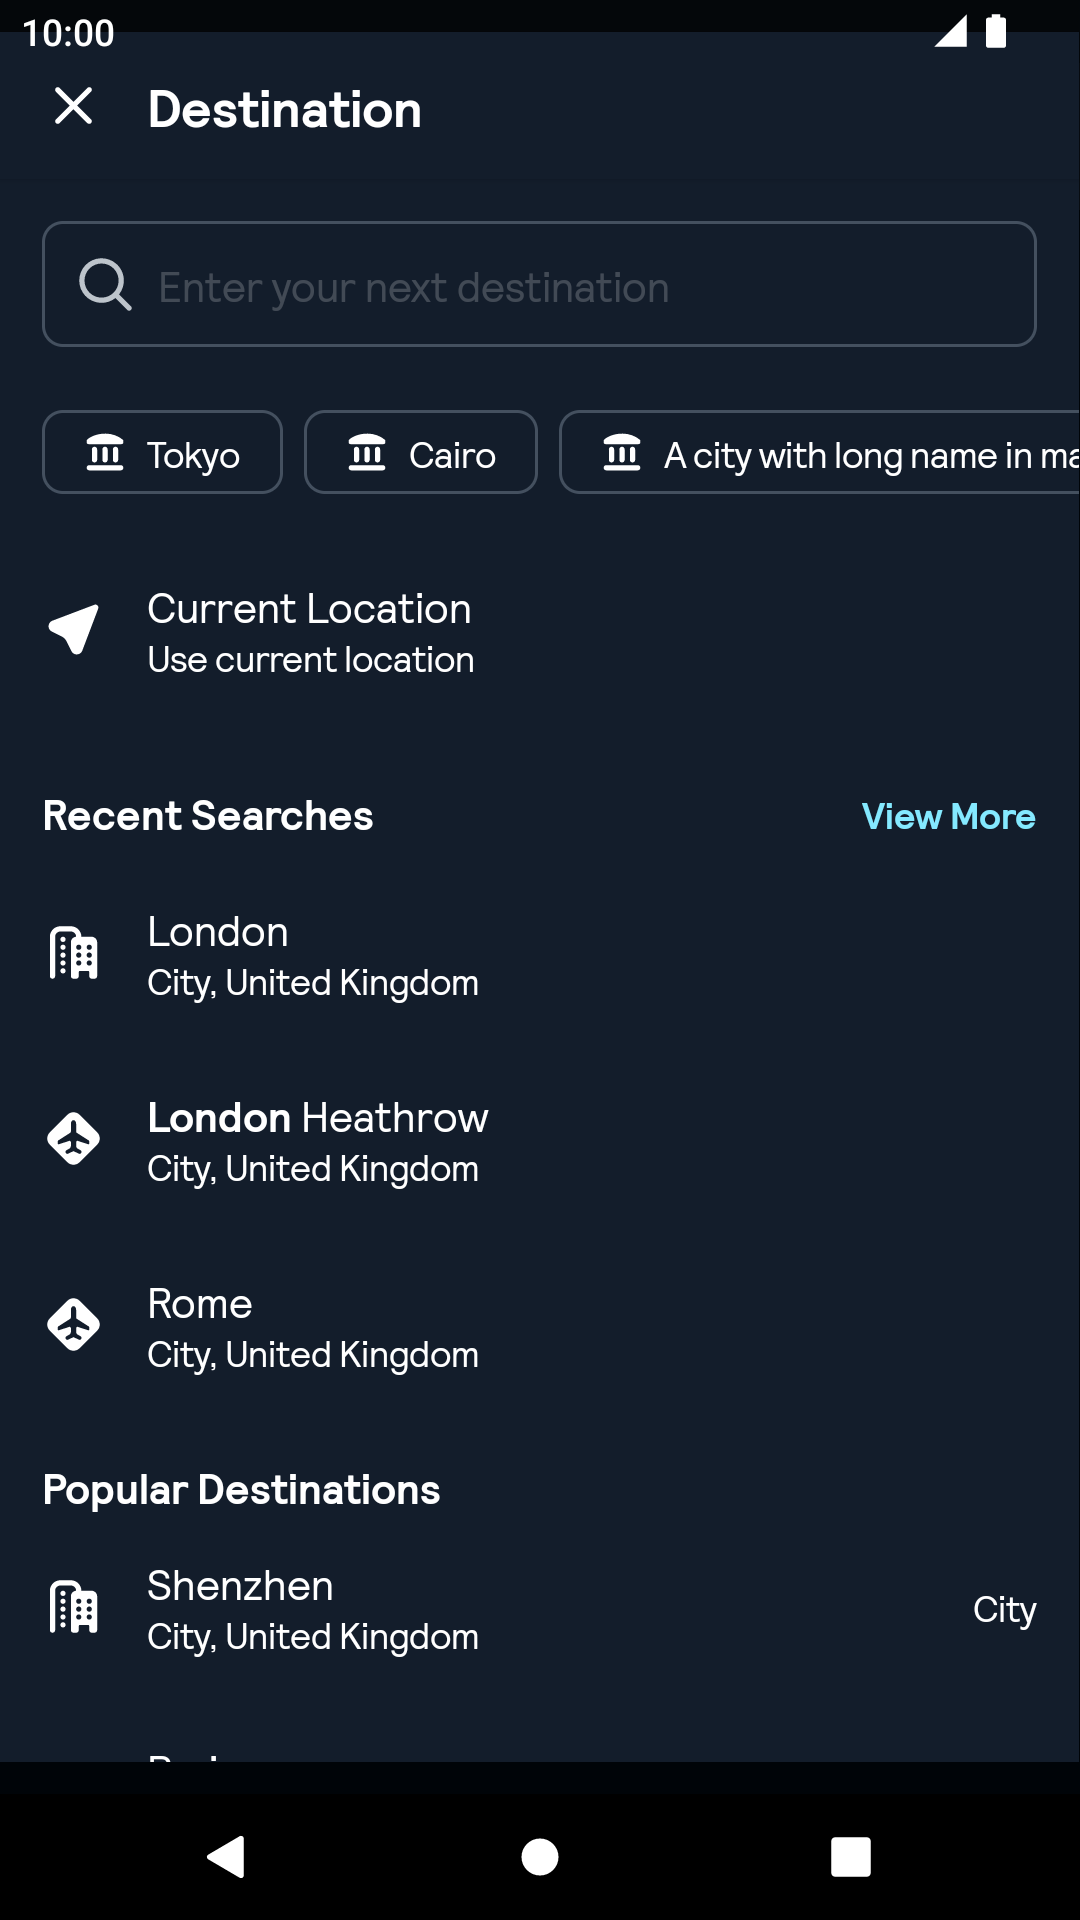 10:00
Destination
Enter your next destination
Tokyo
Cairo
A city with long name in
Current Location
Use current location
Recent Searches
View More
London
City, United Kingdom
London Heathrow
City, United Kingdom
Rome
City, United Kingdom
Popular Destinations
Shenzhen
City, United Kingdom
City